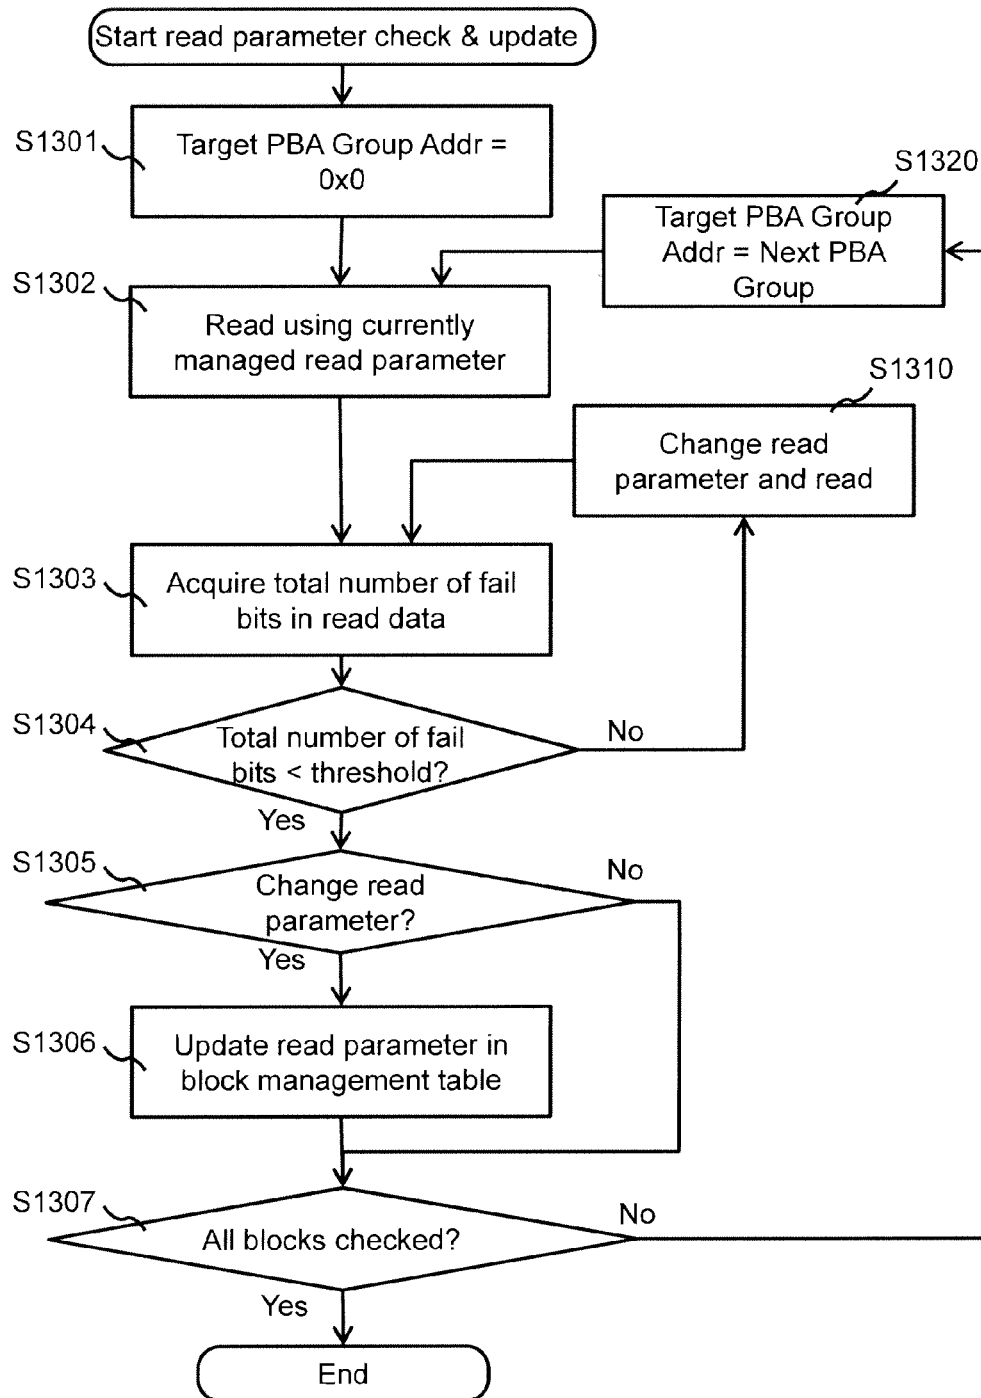 Start read parameter check & update
S1301
Target PBA Group Addr =
0x0
S1320
Target PBA Group
Addr = Next PBA
Group
S1302
Read using currently
managed read parameter
S1310
Change read
parameter and read
S1303
Acquire total number of fail
bits in read data
S1304
Total number of fail
bits < threshold?
No
Yes
S1305
Change read
parameter?
No
Yes
S1306
Update read parameter in
block management table
S1307
All blocks checked?
No
Yes
End